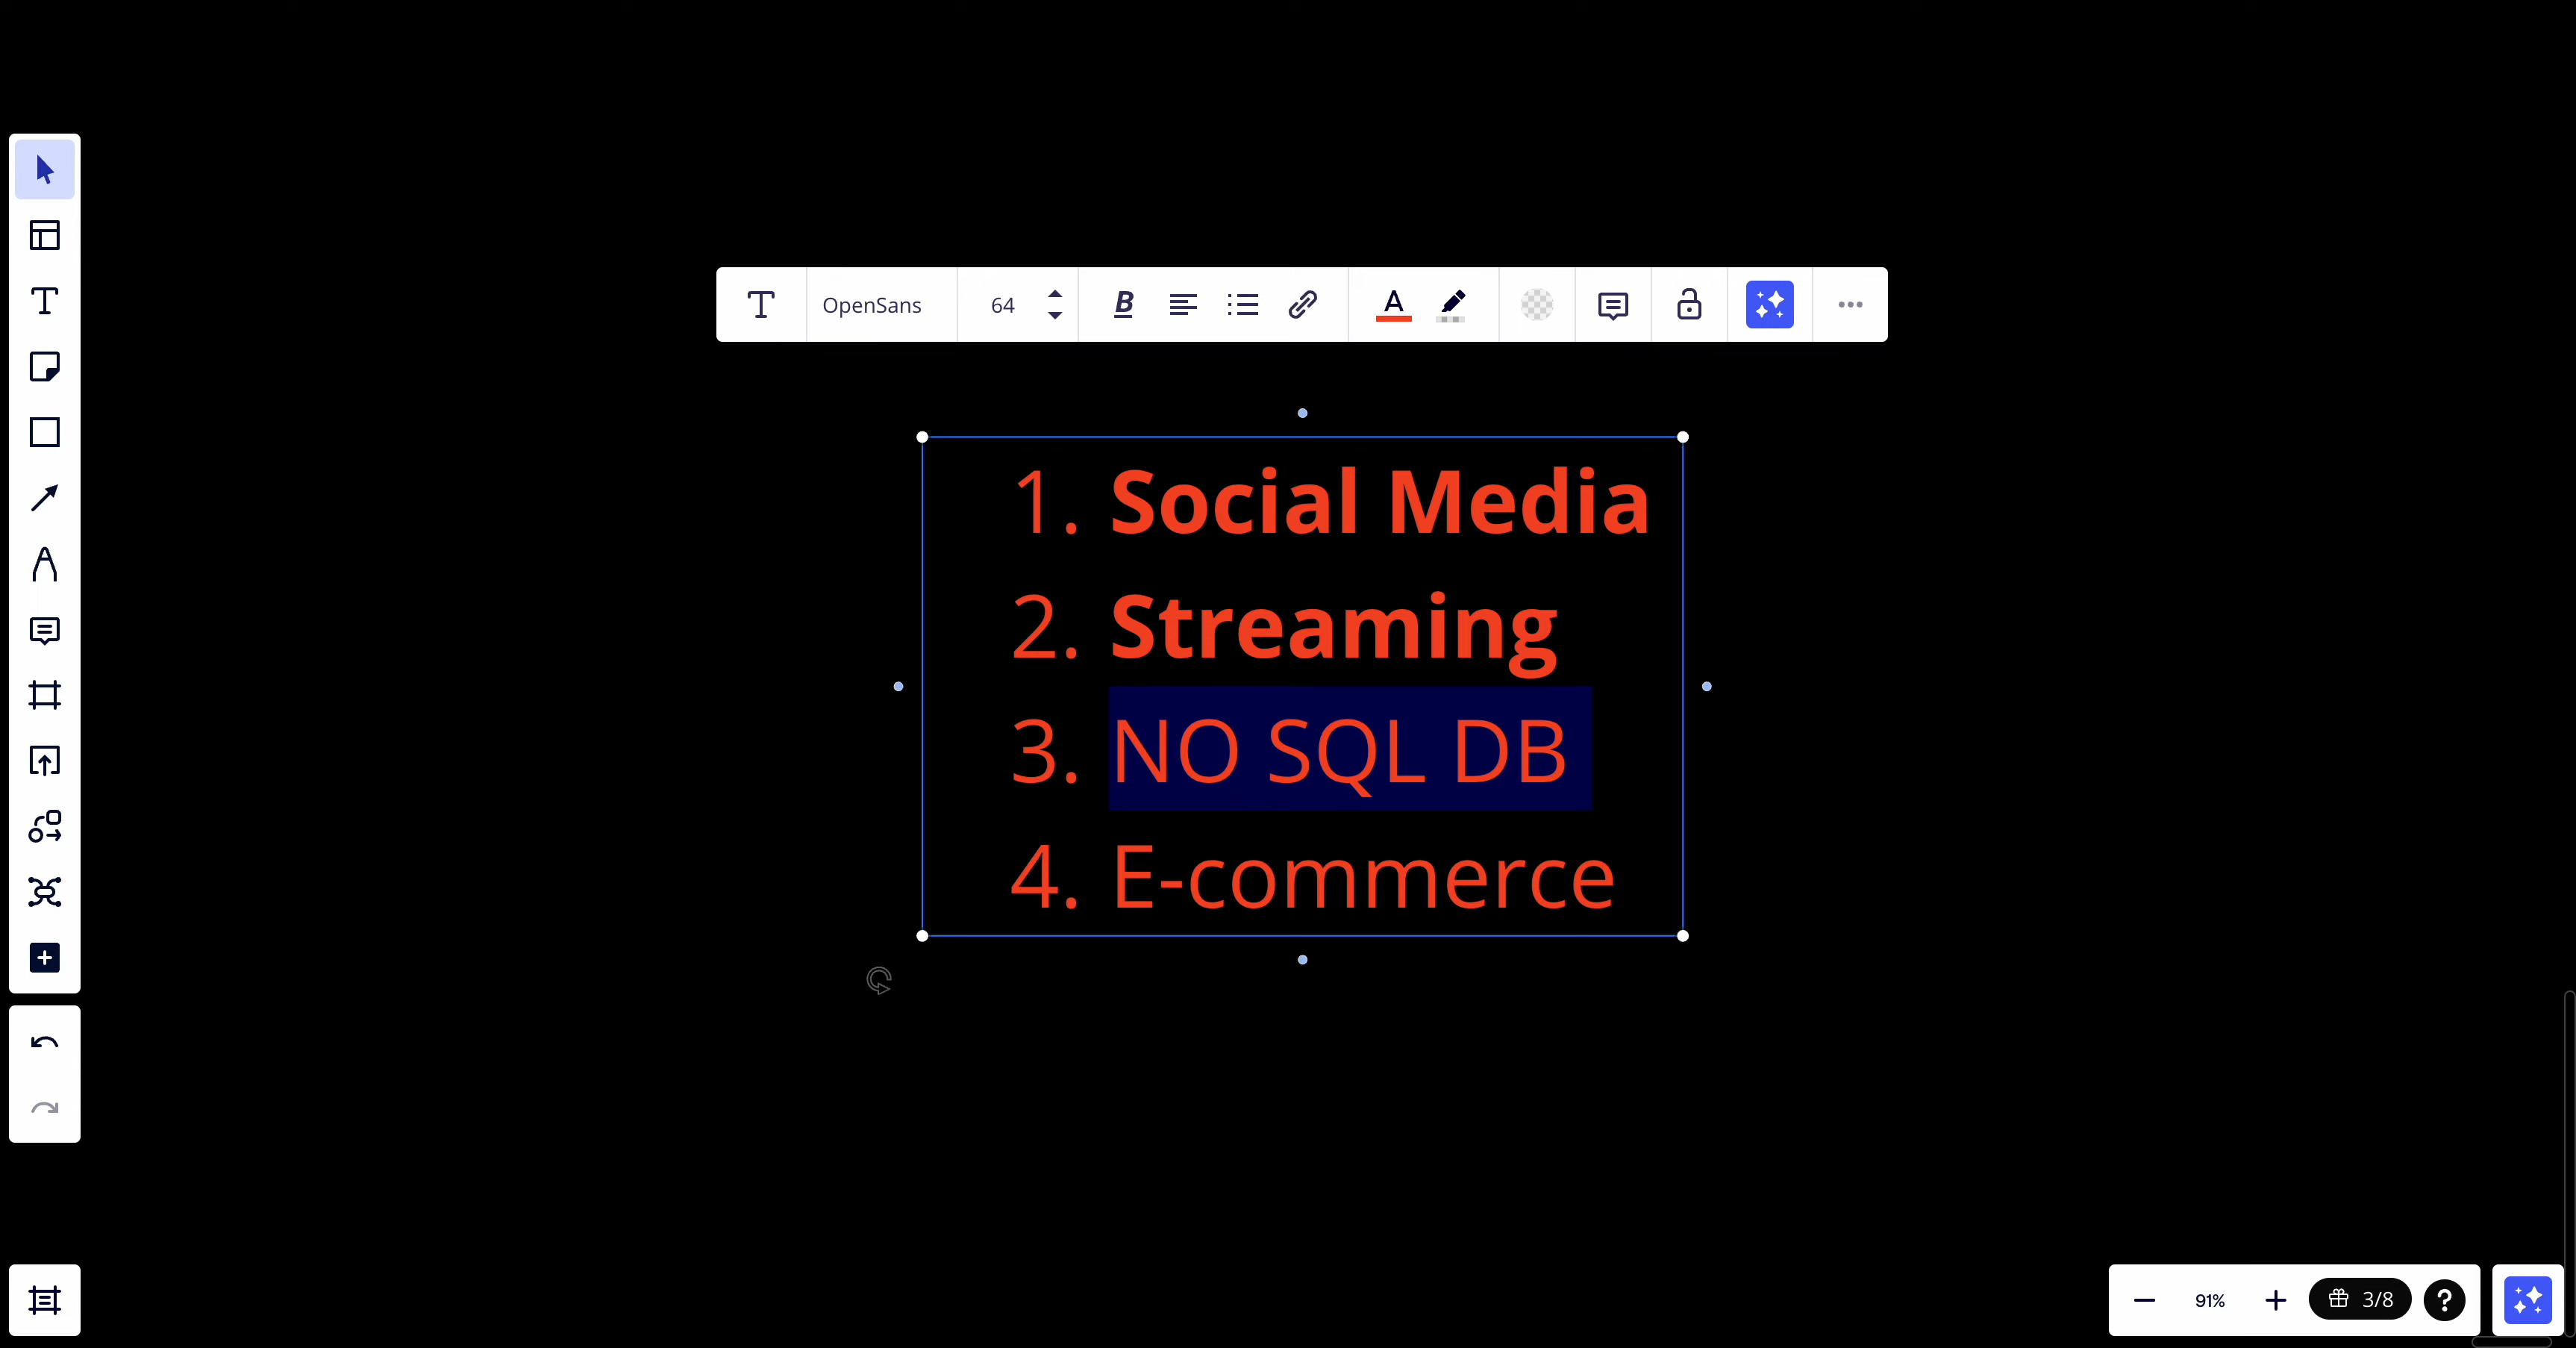 OpenSans 64 B A
1. Social Media
2. Streaming
3. NO SQL DB
4. E-commerce
91% 3/8 ?